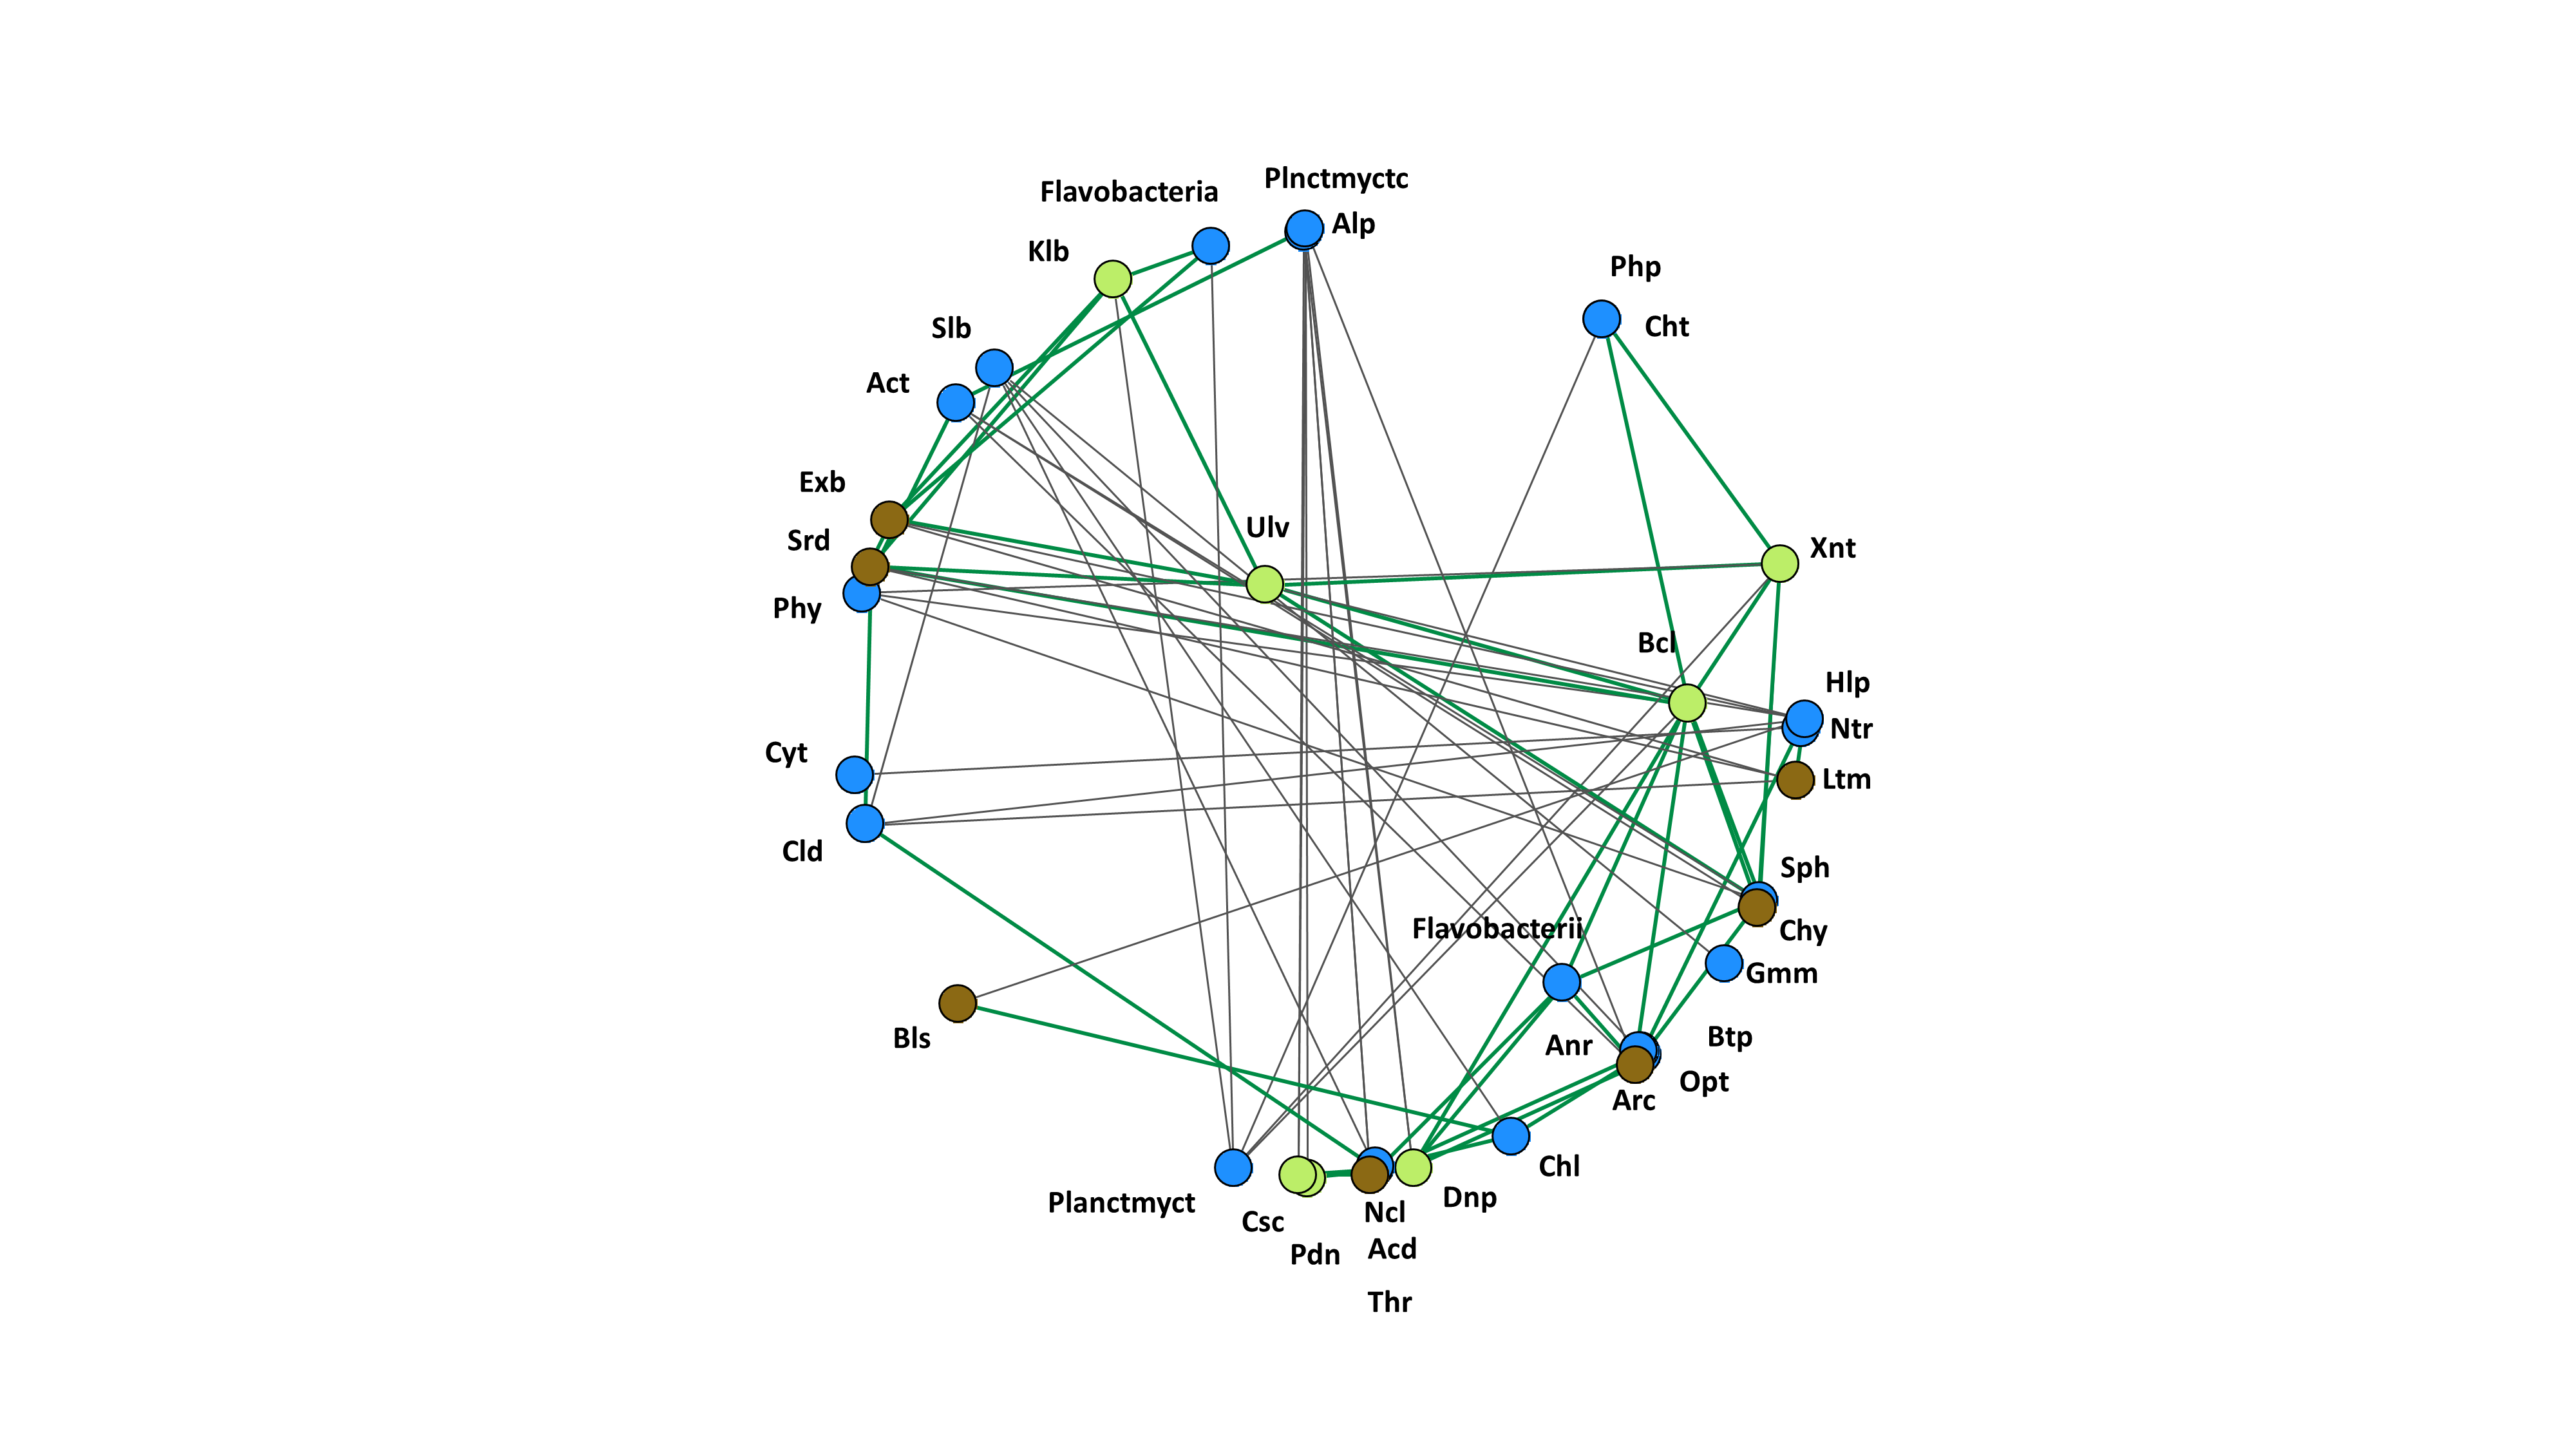 Plnctmyctc
Flavobacteria
Alp
Klb
Php
Slb
Cht
Act
Exb
Ulv
Srd
Xnt
Phy
Bcl
Hlp
Ntr
Cyt
Ltm
Cld
Sph
Flavobacterii
Chy
Gmm
Bls
Anr
Btp
Opt
Arc
Chl
Planctmyct
Dnp
Csc
Ncl
Pdn
Acd
Thr